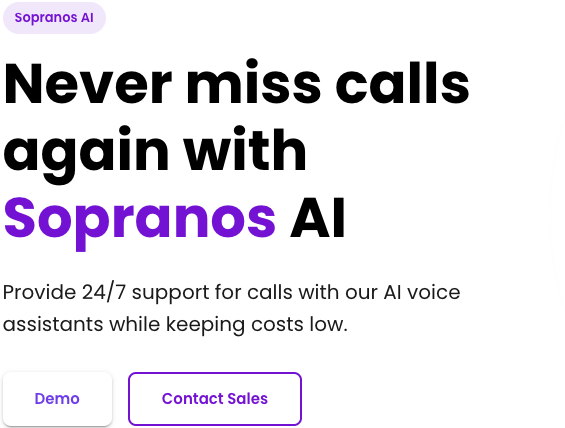 Sopranos AI
Never miss calls
again with
Sopranos AI
Provide 24/7 support for calls with our AI voice
assistants while keeping costs low.
Demo
Contact Sales